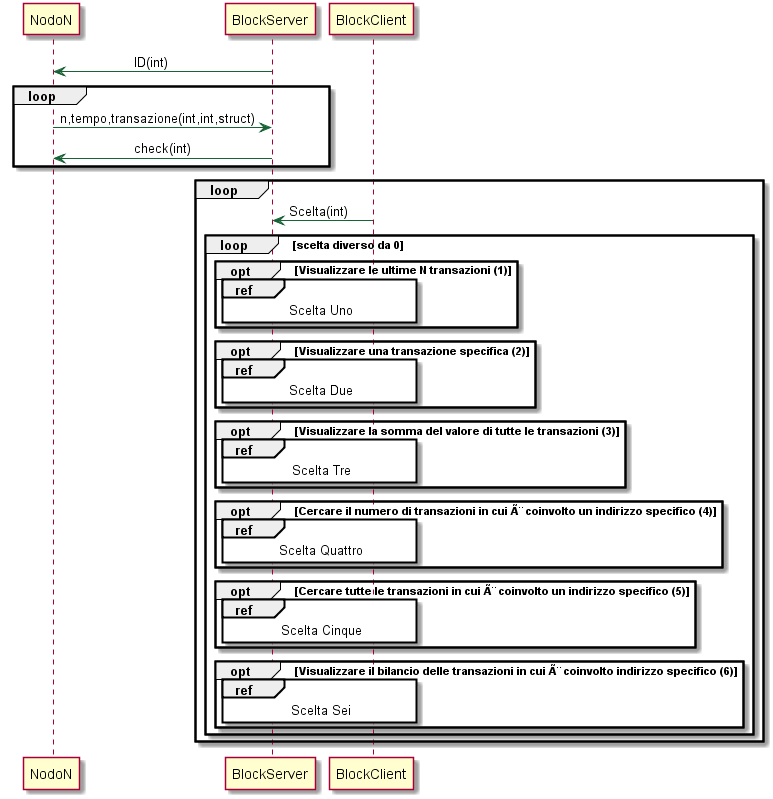 NodoN BlockServer BlockClient
ID(int)
loop
n,tempo,transazione(int,int,struct)
check(int)
loop
Scelta(int)
loop [scelta diverso da 0]
opt [Visualizzare le ultime N transazioni (1)]
ref
Scelta Uno
opt [Visualizzare una transazione specifica (2)]
ref
Scelta Due
opt [Visualizzare la somma del valore di tutte le transazioni (3)]
ref
Scelta Tre
opt [Cercare il numero di transazioni in cui Ã¨ coinvolto un indirizzo specifico (4)]
ref
Scelta Quattro
opt [Cercare tutte le transazioni in cui Ã¨ coinvolto un indirizzo specifico (5)]
ref
Scelta Cinque
opt [Visualizzare il bilancio delle transazioni in cui Ã¨ coinvolto indirizzo specifico (6)]
ref
Scelta Sei
NodoN BlockServer BlockClient